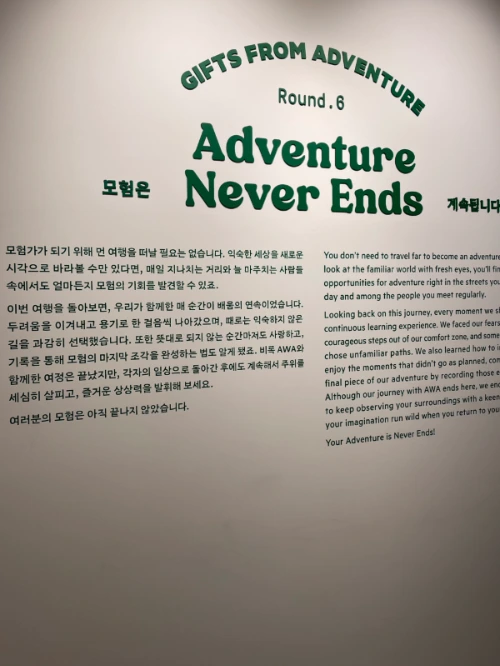 GIFTS FROM ADVENTURE
Round.6
Adventure
Never Ends
모험은
계속됩니다
모험가가 되기 위해 먼 여행을 떠날 필요는 없습니다. 익숙한 세상을 새로운
시각으로 바라볼 수만 있다면, 매일 지나치는 거리와 늘 마주치는 사람들
속에서도 얼마든지 모험의 기회를 발견할 수 있죠.
이번 여행을 돌아보면, 우리가 함께한 매 순간이 배움의 연속이었습니다.
두려움을 이겨내고 용기로 한 걸음씩 나아갔으며, 때로는 익숙하지 않은
길을 과감히 선택했습니다. 또한 뜻대로 되지 않는 순간마저도 사랑하고,
기록을 통해 모험의 마지막 조각을 완성하는 법도 알게 됐죠. 비록 AWA와
함께한 여정은 끝났지만, 각자의 일상으로 돌아간 후에도 계속해서 주위를
세심히 살피고, 즐거운 상상력을 발휘해 보세요.
여러분의 모험은 아직 끝나지 않았습니다.
You don't need to travel far to become an adventure
look at the familiar world with fresh eyes, you'll fin
opportunities for adventure right in the streets you
day and among the people you meet regularly.
Looking back on this journey, every moment we sh
continuous learning experience. We faced our fears
courageous steps out of our comfort zone, and some
chose unfamiliar paths. We also learned how to
enjoy the moments that didn't go as planned, con
final piece of our adventure by recording those e
Although our journey with AWA ends here, we enc
to keep observing your surroundings with a keen
your imagination run wild when you return to your
Your Adventure is Never Ends!